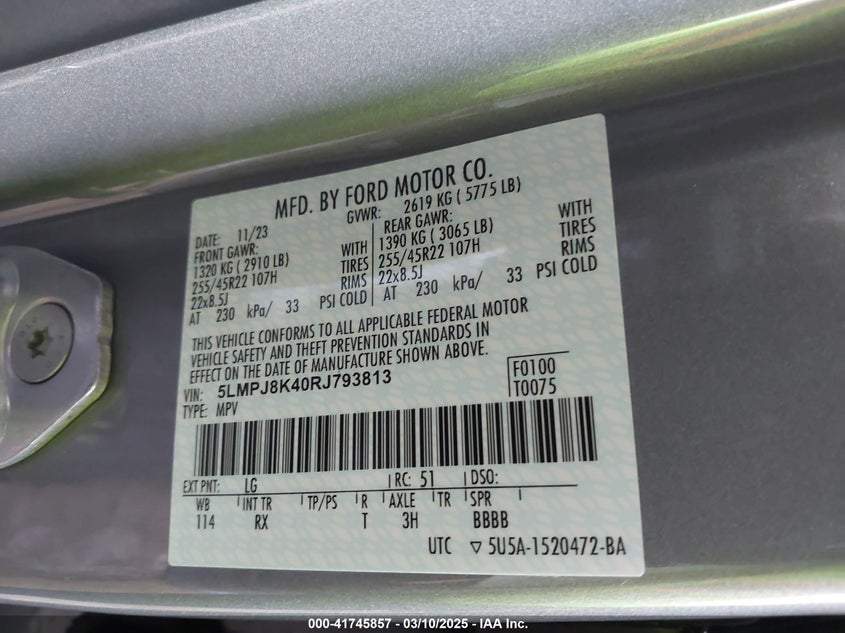 MFD. BY FORD MOTOR CO.
DATE: 11/23 GVWR: 2619 KG ( 5775 LB)
FRONT GAWR: REAR GAWR:
1320 KG ( 2910 LB) WITH 1390 KG ( 3065 LB) WITH
255/45R22 107H TIRES 255/45R22 107H TIRES
22x8.5J RIMS 22x8.5J RIMS
AT 230 kPa/ 33 PSI COLD AT 230 kPa/ 33 PSI COLD
THIS VEHICLE CONFORMS TO ALL APPLICABLE FEDERAL MOTOR
VEHICLE SAFETY AND THEFT PREVENTION STANDARDS IN
EFFECT ON THE DATE OF MANUFACTURE SHOWN ABOVE.
VIN: 5LMPJ8K40RJ793813 F0100
TYPE: MPV T0075
EXT PNT: LG RC: 51 DSO:
WB INT TR TP/PS R AXLE TR SPR
114 RX T 3H BBBB
UTC ▽ 5U5A-1520472-BA
000-41745857 — 03/10/2025 — IAA Inc.